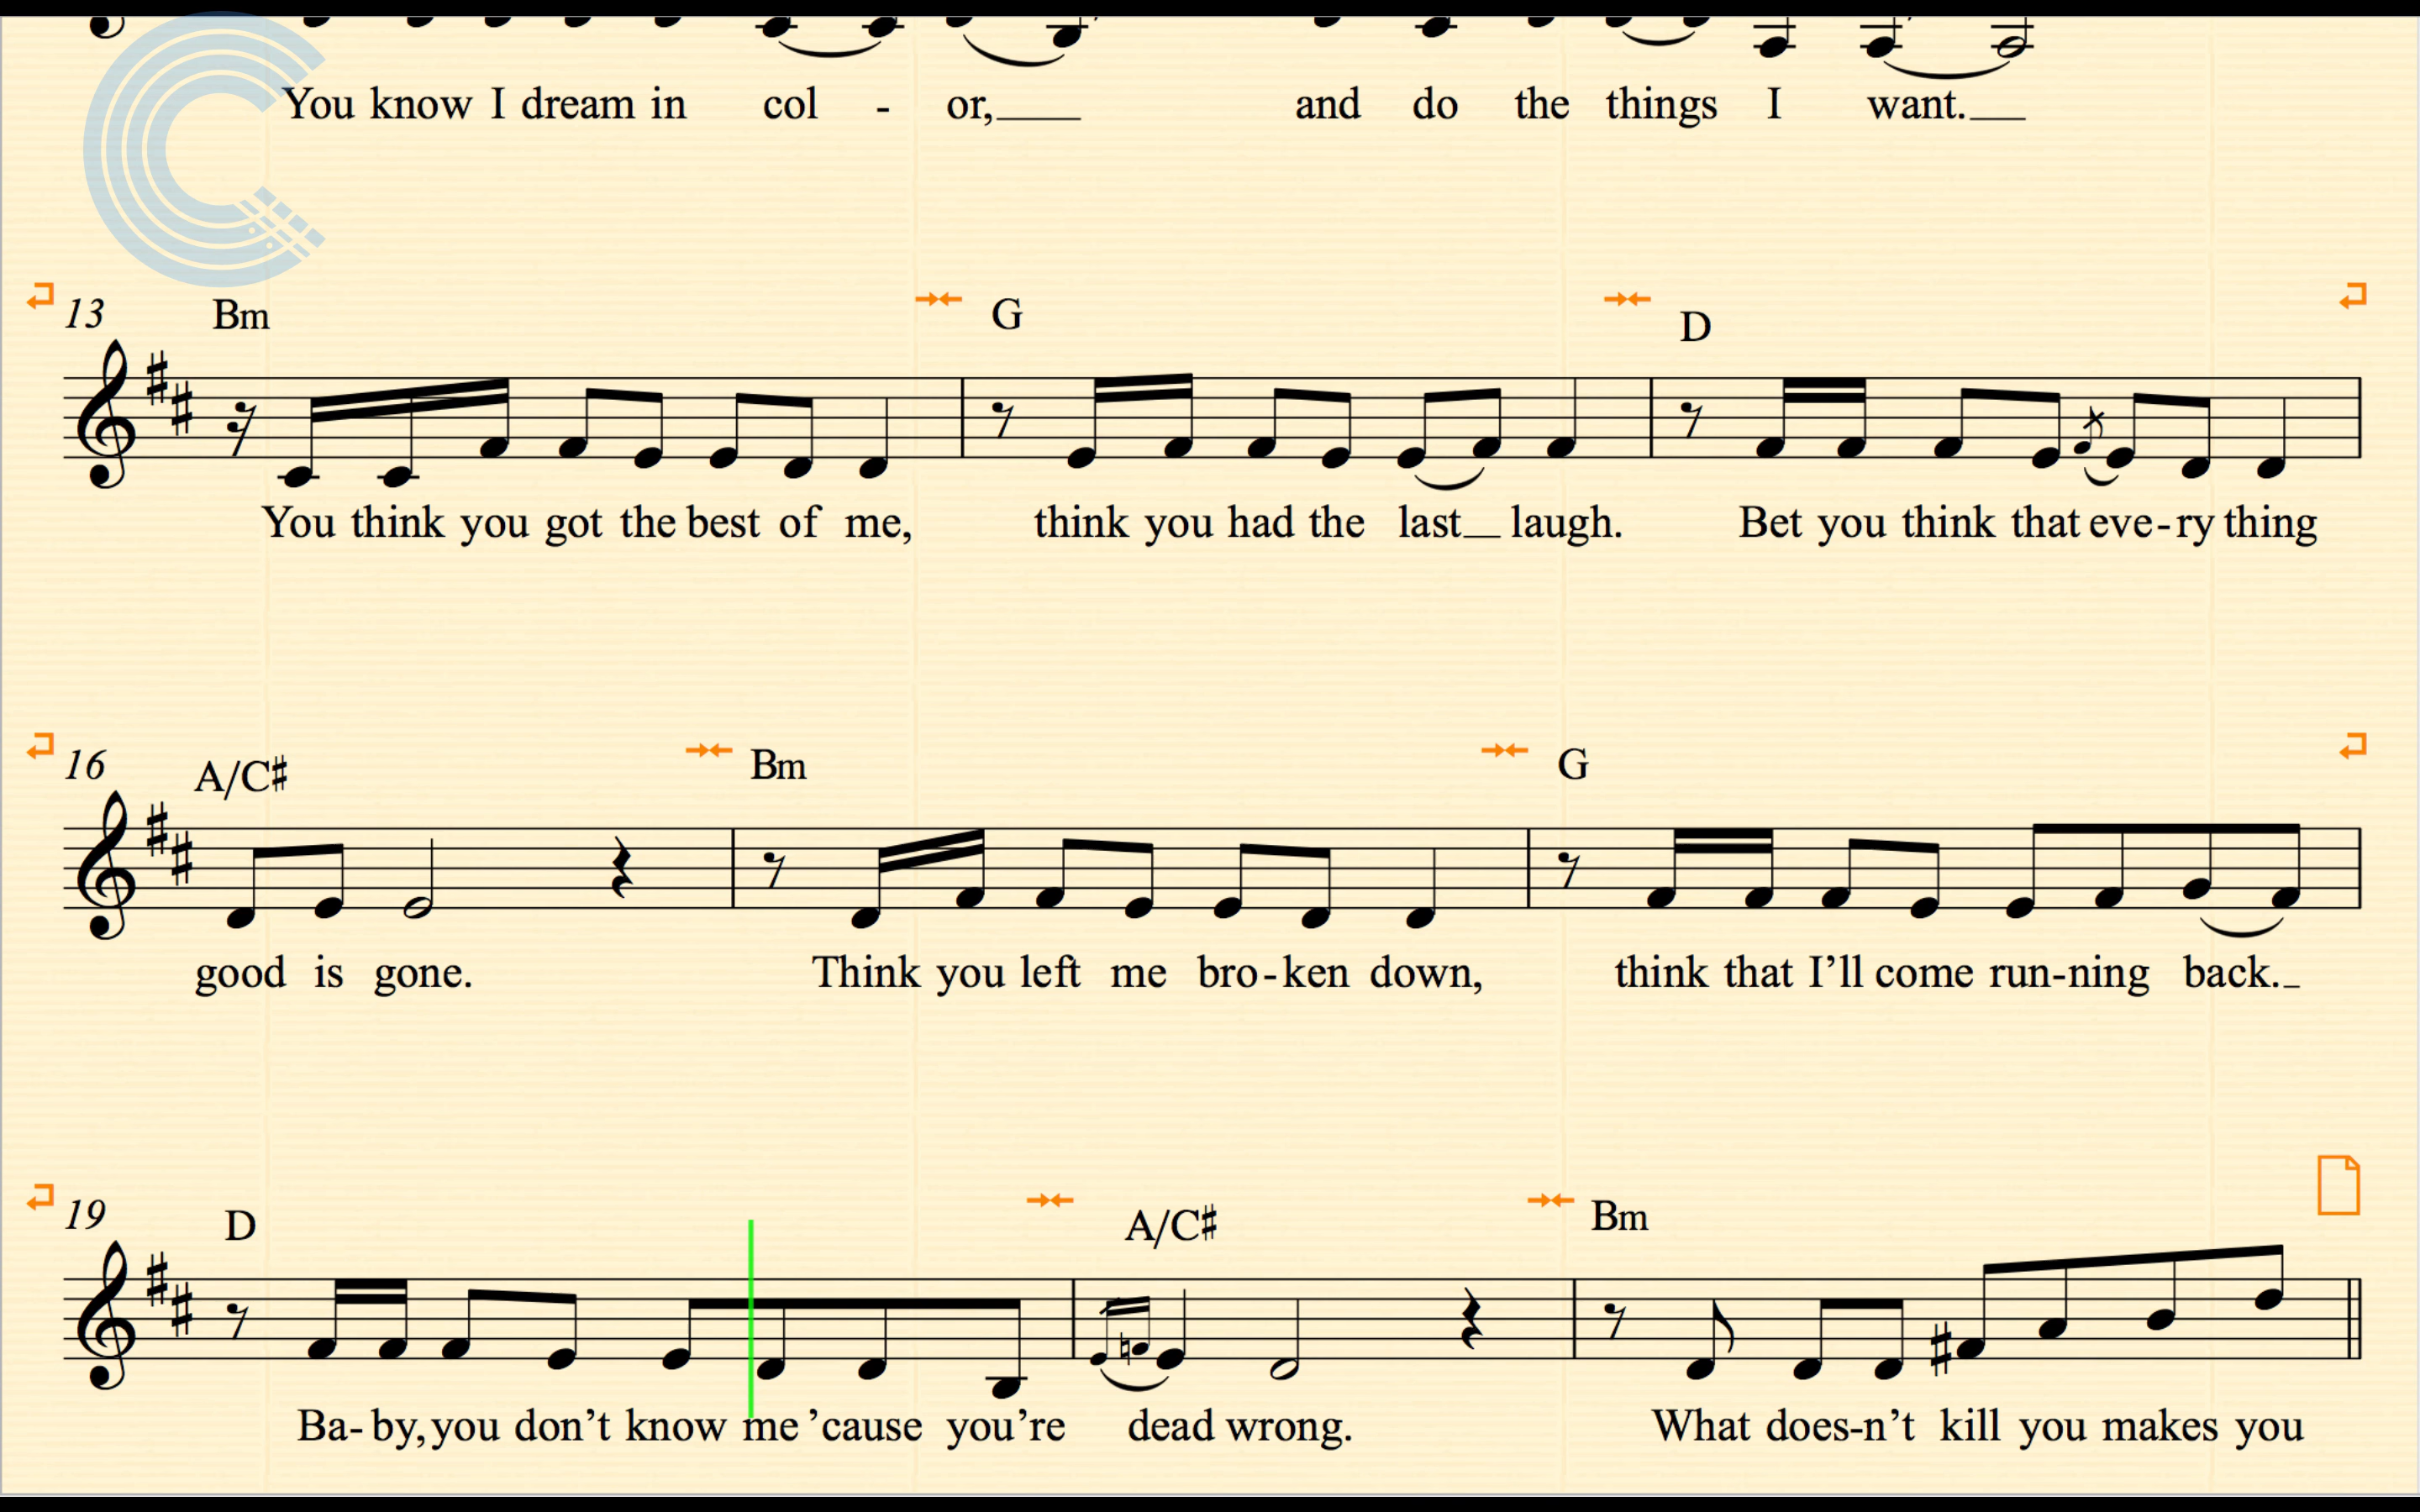 You know I dream in col - or,___ and do the things I want.___
13 Bm G D
You think you got the best of me, think you had the last__ laugh. Bet you think that eve-ry thing
16 A/C♯ Bm G
good is gone. Think you left me bro-ken down, think that I'll come run-ning back._
19 D A/C♯ Bm
Ba-by, you don't know me 'cause you're dead wrong. What does-n't kill you makes you